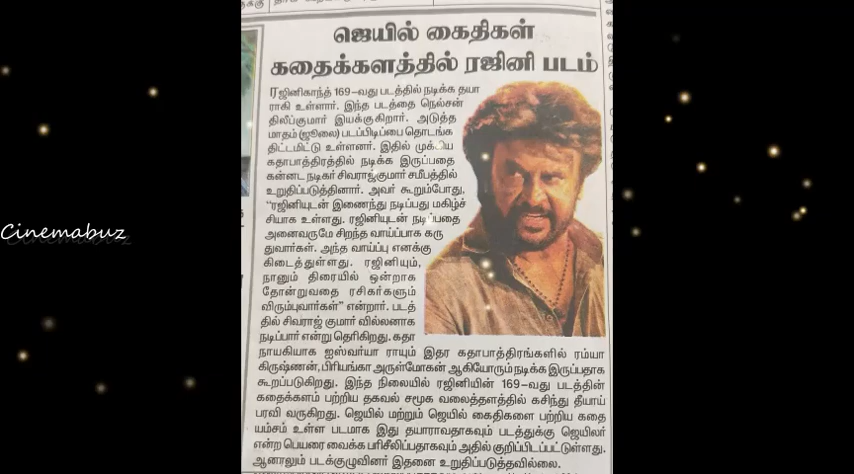 ஜெயில் கைதிகள்
கதைக்களத்தில் ரஜினி படம்
ரஜினிகாந்த் 169-வது படத்தில் நடிக்க தயா
ராகி உள்ளார். இந்த படத்தை நெல்சன்
திலீப்குமார் இயக்குகிறார். அடுத்த
மாதம் (ஜூலை) படப்பிடிப்பை தொடங்க
திட்டமிட்டு உள்ளனர். இதில் முக்கிய
கதாபாத்திரத்தில் நடிக்க இருப்பதை
கன்னட நடிகர் சிவராஜ்குமார் சமீபத்தில்
உறுதிப்படுத்தினார். அவர் கூறும்போது,
"ரஜினியுடன் இணைந்து நடிப்பது மகிழ்ச்
சியாக உள்ளது. ரஜினியுடன் நடிப்பதை
அனைவருமே சிறந்த வாய்ப்பாக கரு
துவார்கள். அந்த வாய்ப்பு எனக்கு
கிடைத்துள்ளது. ரஜினியும்,
நானும் திரையில் ஒன்றாக
தோன்றுவதை ரசிகர்களும்
விரும்புவார்கள்" என்றார். படத்
தில் சிவராஜ் குமார் வில்லனாக
நடிப்பார் என்று தெரிகிறது. கதா
நாயகியாக ஐஸ்வர்யா ராயும் இதர கதாபாத்திரங்களில் ரம்யா
கிருஷ்ணன், பிரியங்கா அருள்மோகன் ஆகியோரும் நடிக்க இருப்பதாக
கூறப்படுகிறது. இந்த நிலையில் ரஜினியின் 169-வது படத்தின்
கதைக்களம் பற்றிய தகவல் சமூக வலைத்தளத்தில் கசிந்து தீயாய்
பரவி வருகிறது. ஜெயில் மற்றும் ஜெயில் கைதிகளை பற்றிய கதை
யம்சம் உள்ள படமாக இது தயாராவதாகவும் படத்துக்கு ஜெயிலர்
என்ற பெயரை வைக்க பரிசீலிப்பதாகவும் அதில் குறிப்பிடப்பட்டுள்ளது.
ஆனாலும் படக்குழுவினர் இதனை உறுதிப்படுத்தவில்லை.
Cinemabuz